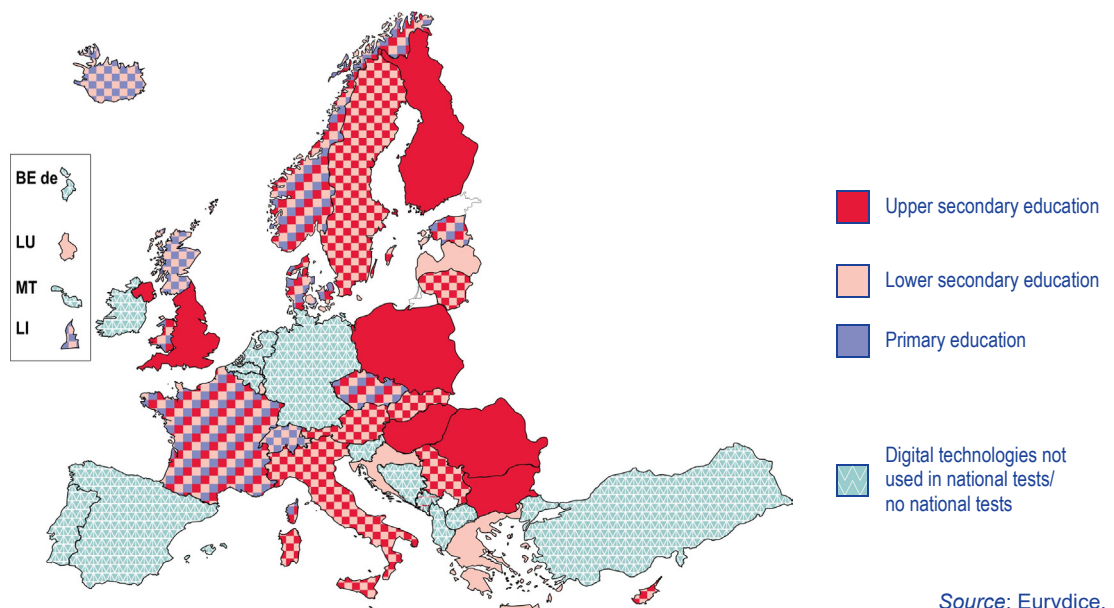 BE de
LU
MT
LI
Upper secondary education
Lower secondary education
Primary education
Digital technologies not
used in national tests/
no national tests
Source: Eurydice.